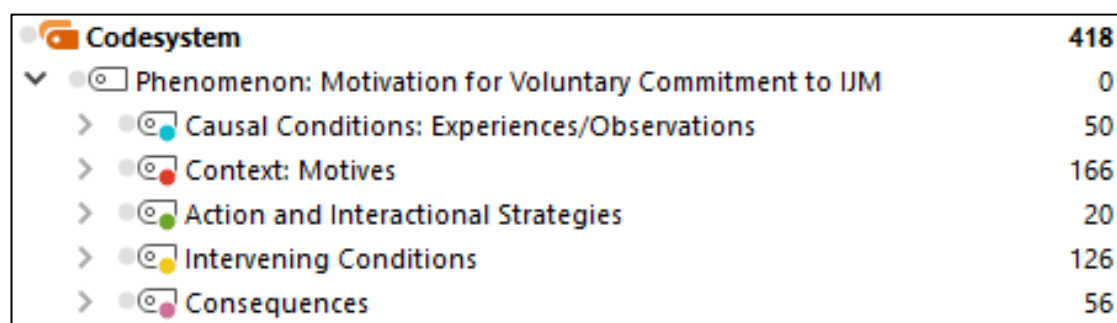 Codesystem 418
Phenomenon: Motivation for Voluntary Commitment to IJM 0
Causal Conditions: Experiences/Observations 50
Context: Motives 166
Action and Interactional Strategies 20
Intervening Conditions 126
Consequences 56